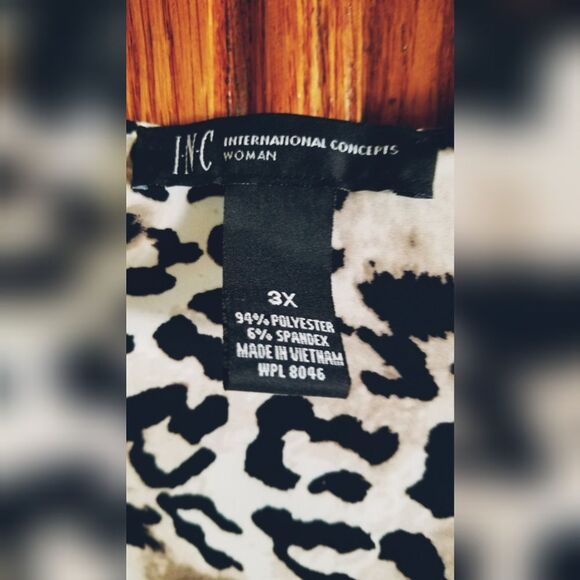 I·N·C INTERNATIONAL CONCEPTS
WOMAN
3X
94% POLYESTER
6% SPANDEX
MADE IN VIETNAM
WPL 8046